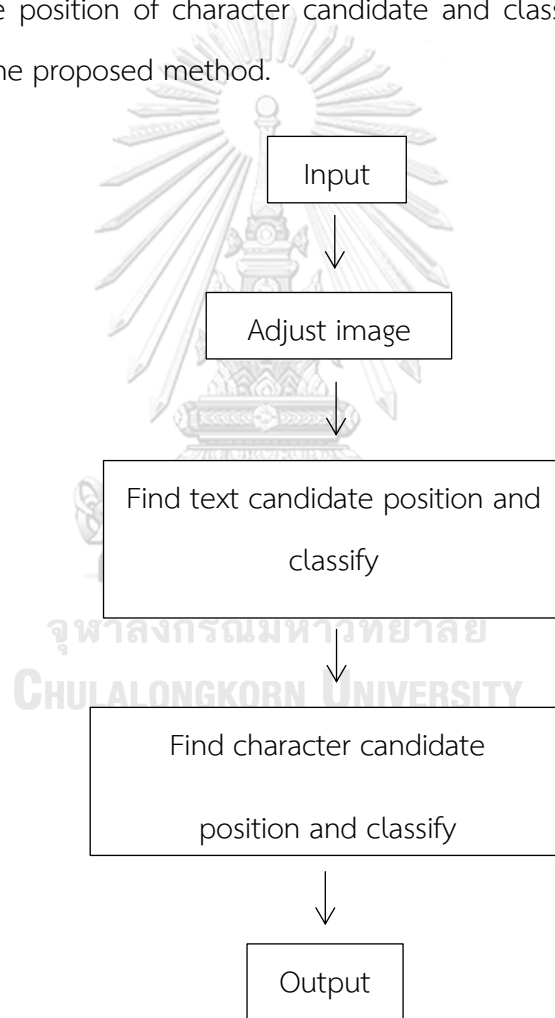 position of character candidate and
proposed method.
Input
Adjust image
Find text candidate position and
classify
จุฬาลงกรณ์มหาวิทยาลัย
CHULALONGKORN UNIVERSITY
Find character candidate
position and classify
Output